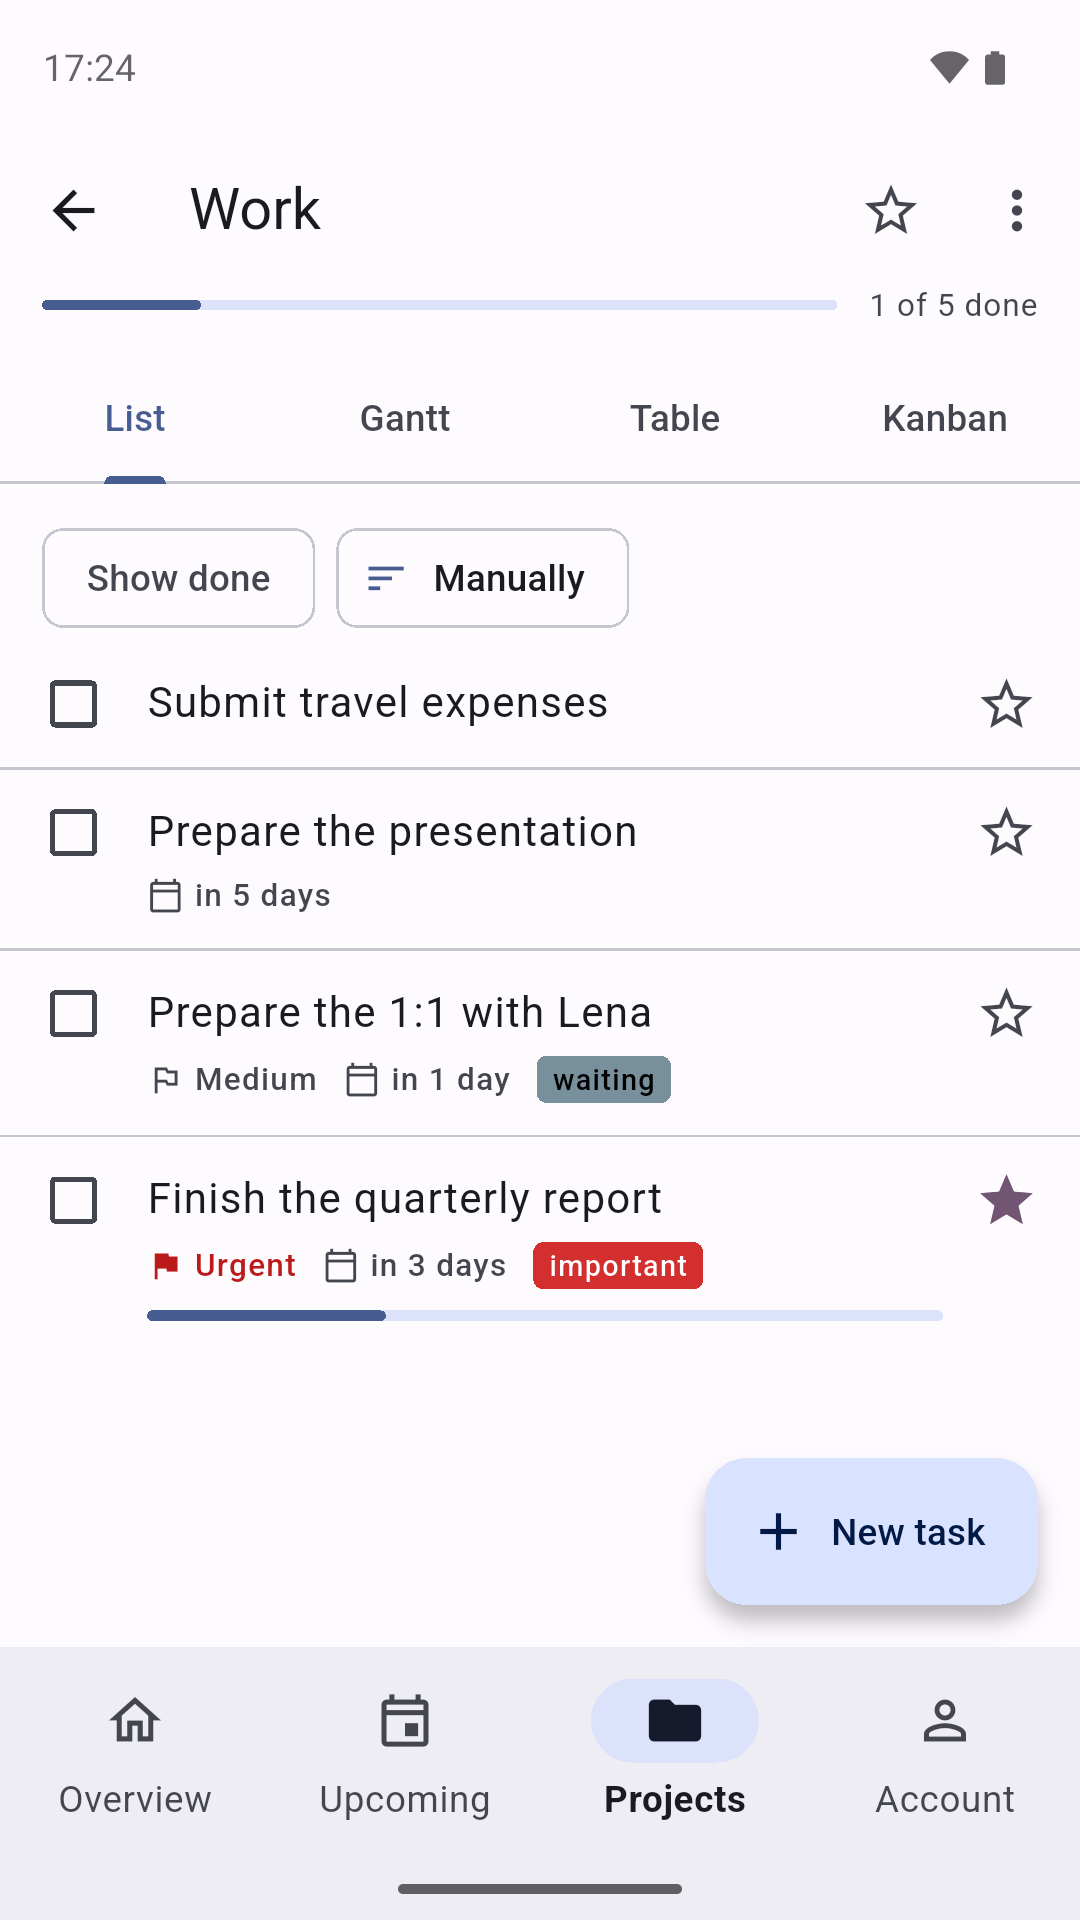 17:24
Work
1 of 5 done
List Gantt Table Kanban
Show done Manually
Submit travel expenses
Prepare the presentation
in 5 days
Prepare the 1:1 with Lena
Medium in 1 day waiting
Finish the quarterly report
Urgent in 3 days important
New task
Overview Upcoming Projects Account